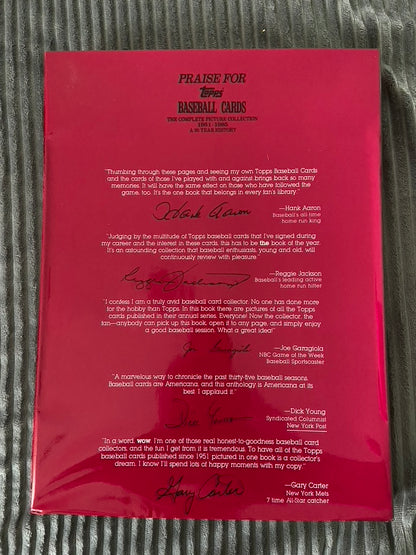 PRAISE FOR
Topps
BASEBALL CARDS
THE COMPLETE PICTURE COLLECTION
1951-1985
A 35 YEAR HISTORY
"Thumbing through these pages and seeing my own Topps Baseball Cards
and the cards of those I've played with and against brings back so many
memories. It will have the same effect on those who have followed the
game, too. It's the one book that belongs in every fan's library."
Hank Aaron
—Hank Aaron
Baseball's all time
home run king
"Judging by the multitude of Topps baseball cards that I've signed during
my career and the interest in these cards, this has to be the book of the year.
It's an astounding collection that baseball enthusiasts, young and old, will
continuously review with pleasure."
Reggie Jackson
—Reggie Jackson
Baseball's leading active
home run hitter
"I confess I am a truly avid baseball card collector. No one has done more
for the hobby than Topps. In this book there are pictures of all the Topps
cards published in their annual series. Everyone! Now the collector, the
fan—anybody can pick up this book, open it to any page, and simply enjoy
a good baseball session. What a great idea!"
Joe Garagiola
—Joe Garagiola
NBC Game of the Week
Baseball Sportscaster
"A marvelous way to chronicle the past thirty-five baseball seasons.
Baseball cards are Americana, and this anthology is Americana at its
best. I applaud it."
Dick Young
—Dick Young
Syndicated Columnist
New York Post
"In a word, wow. I'm one of those real honest-to-goodness baseball card
collectors, and the fun I get from it is tremendous. To have all of the Topps
baseball cards published since 1951 pictured in one book is a collector's
dream. I know I'll spend lots of happy moments with my copy."
Gary Carter
—Gary Carter
New York Mets
7 time All-Star catcher